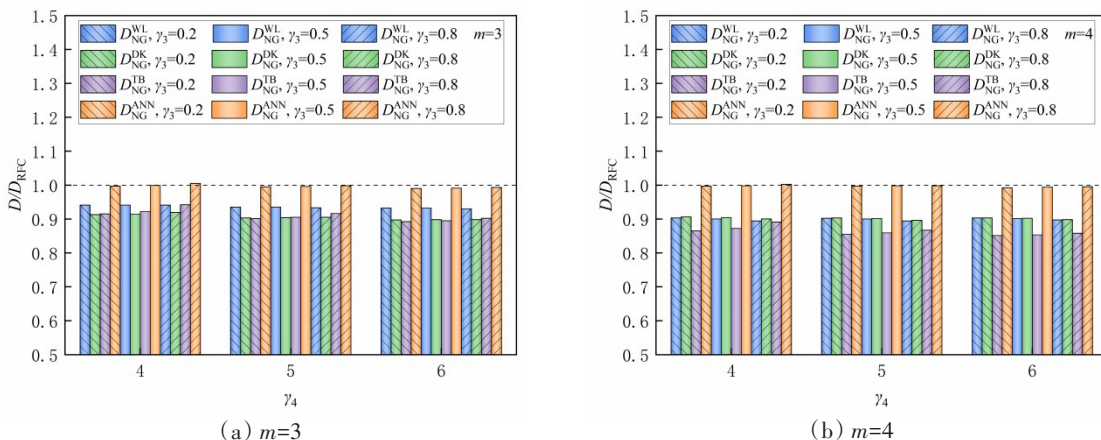 1.5
1.4
1.3
1.2
1.1
1.0
0.9
0.8
0.7
0.6
0.5
D/D_RFC
D_NG^WL, γ₃=0.2 D_NG^WL, γ₃=0.5 D_NG^WL, γ₃=0.8 m=3
D_NG^DK, γ₃=0.2 D_NG^DK, γ₃=0.5 D_NG^DK, γ₃=0.8
D_NG^TB, γ₃=0.2 D_NG^TB, γ₃=0.5 D_NG^TB, γ₃=0.8
D_NG^ANN, γ₃=0.2 D_NG^ANN, γ₃=0.5 D_NG^ANN, γ₃=0.8
4 5 6
γ₄
(a) m=3
1.5
1.4
1.3
1.2
1.1
1.0
0.9
0.8
0.7
0.6
0.5
D/D_RFC
D_NG^WL, γ₃=0.2 D_NG^WL, γ₃=0.5 D_NG^WL, γ₃=0.8 m=4
D_NG^DK, γ₃=0.2 D_NG^DK, γ₃=0.5 D_NG^DK, γ₃=0.8
D_NG^TB, γ₃=0.2 D_NG^TB, γ₃=0.5 D_NG^TB, γ₃=0.8
D_NG^ANN, γ₃=0.2 D_NG^ANN, γ₃=0.5 D_NG^ANN, γ₃=0.8
4 5 6
γ₄
(b) m=4